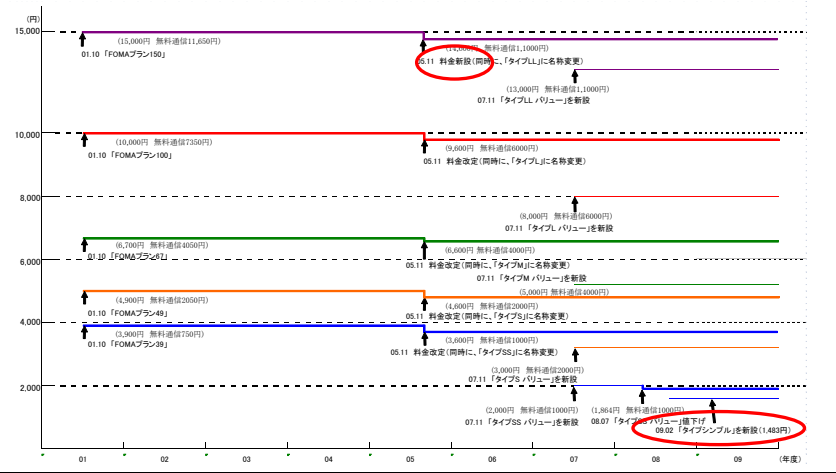 (円)
15,000
(15,000円 無料通信11,650円)
01.10 「FOMAプラン150」
(14,600円 無料通信1,1000円)
05.11 料金新設(同時に、「タイプLL」に名称変更)
(13,000円 無料通信1,1000円)
07.11 「タイプLL バリュー」を新設
10,000
(10,000円 無料通信7350円)
01.10 「FOMAプラン100」
(9,600円 無料通信6000円)
05.11 料金改定(同時に、「タイプL」に名称変更)
8,000
(8,000円 無料通信6000円)
07.11 「タイプL バリュー」を新設
(6,700円 無料通信4050円)
01.10 「FOMAプラン67」
(6,600円 無料通信4000円)
6,000
05.11 料金改定(同時に、「タイプM」に名称変更)
07.11 「タイプM バリュー」を新設
(5,000円 無料通信4000円)
(4,900円 無料通信2050円)
01.10 「FOMAプラン49」
(4,600円 無料通信2000円)
05.11 料金改定(同時に、「タイプS」に名称変更)
4,000
(3,900円 無料通信750円)
01.10 「FOMAプラン39」
(3,600円 無料通信1000円)
05.11 料金改定(同時に、「タイプSS」に名称変更)
(3,000円 無料通信2000円)
07.11 「タイプS バリュー」を新設
2,000
(2,000円 無料通信1000円)
07.11 「タイプSS バリュー」を新設
(1,864円 無料通信1000円)
08.07 「タイプSS バリュー」値下げ
09.02 「タイプシンプル」を新設(1,483円)
01 02 03 04 05 06 07 08 09 (年度)